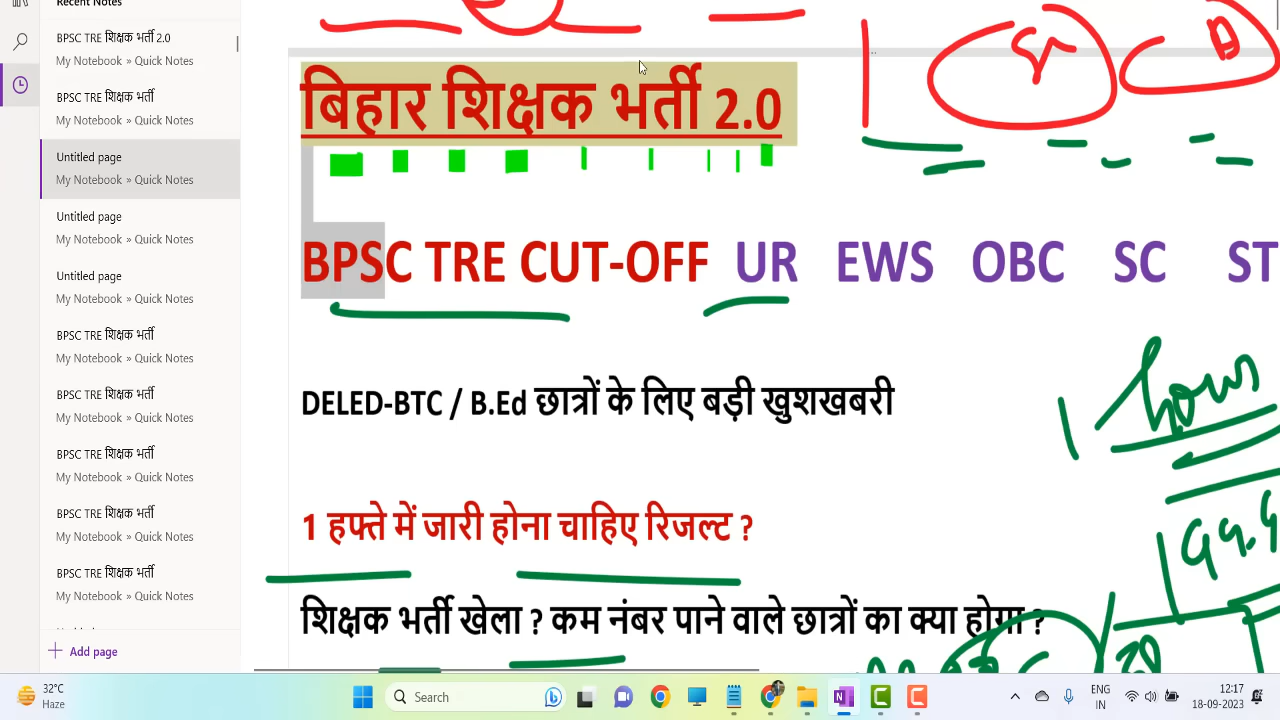 Recent Notes
BPSC TRE शिक्षक भर्ती 2.0
My Notebook » Quick Notes
BPSC TRE शिक्षक भर्ती
My Notebook » Quick Notes
Untitled page
My Notebook » Quick Notes
Untitled page
My Notebook » Quick Notes
Untitled page
My Notebook » Quick Notes
BPSC TRE शिक्षक भर्ती
My Notebook » Quick Notes
BPSC TRE शिक्षक भर्ती
My Notebook » Quick Notes
BPSC TRE शिक्षक भर्ती
My Notebook » Quick Notes
BPSC TRE शिक्षक भर्ती
My Notebook » Quick Notes
BPSC TRE शिक्षक भर्ती
My Notebook » Quick Notes
Add page
बिहार शिक्षक भर्ती 2.0
BPSC TRE CUT-OFF UR EWS OBC SC ST
DELED-BTC / B.Ed छात्रों के लिए बड़ी खुशखबरी
1 hour
1 हफ्ते में जारी होना चाहिए रिजल्ट ?
शिक्षक भर्ती खेला ? कम नंबर पाने वाले छात्रों का क्या होगा ?
32°C
Haze
Search
ENG
IN
12:17
18-09-2023